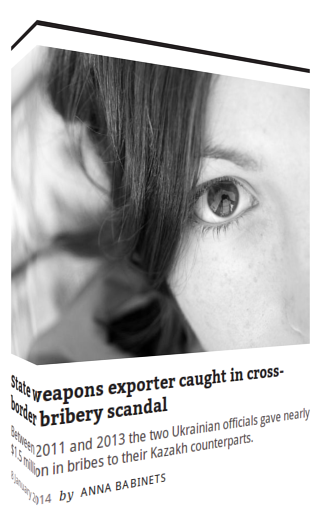 State weapons exporter caught in cross-
border bribery scandal
Between 2011 and 2013 the two Ukrainian officials gave nearly
$1.5 million in bribes to their Kazakh counterparts.
8 January 2014 by ANNA BABINETS